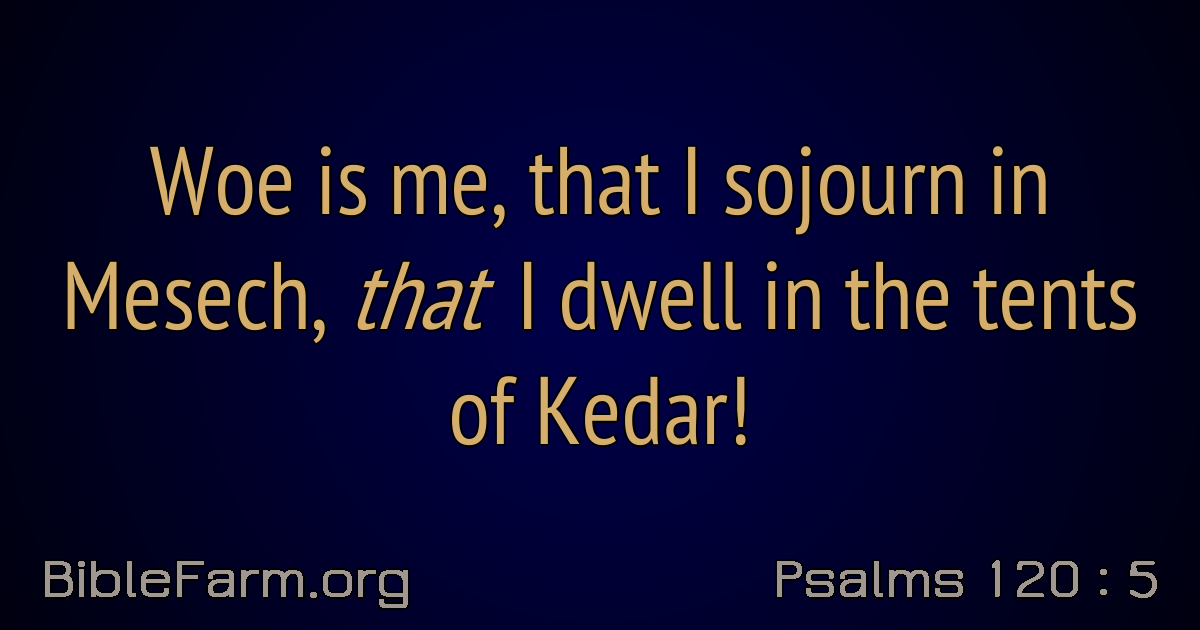 Woe is me, that I sojourn in
Mesech, that I dwell in the tents
of Kedar!
BibleFarm.org
Psalms 120 : 5